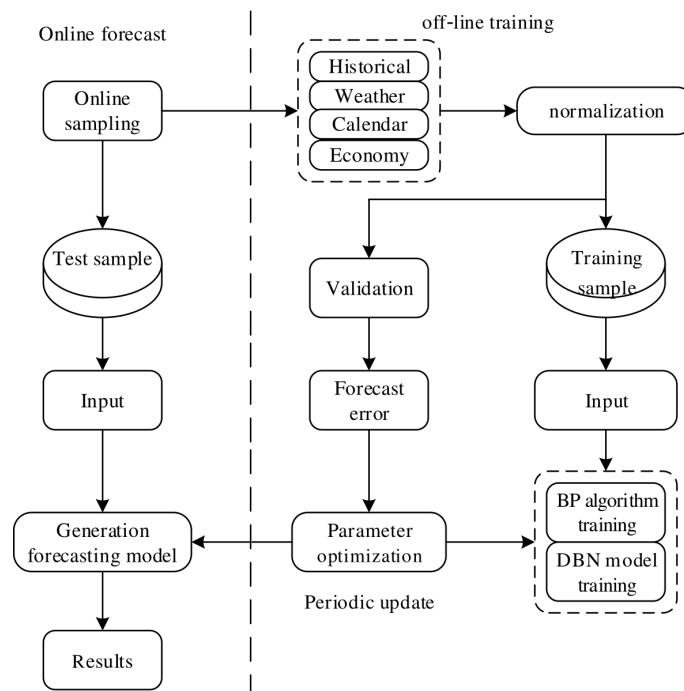 Online forecast
off-line training
Online
sampling
Historical
Weather
Calendar
Economy
normalization
Test sample
Validation
Training
sample
Input
Forecast
error
Input
Generation
forecasting model
Parameter
optimization
BP algorithm
training
DBN model
training
Periodic update
Results